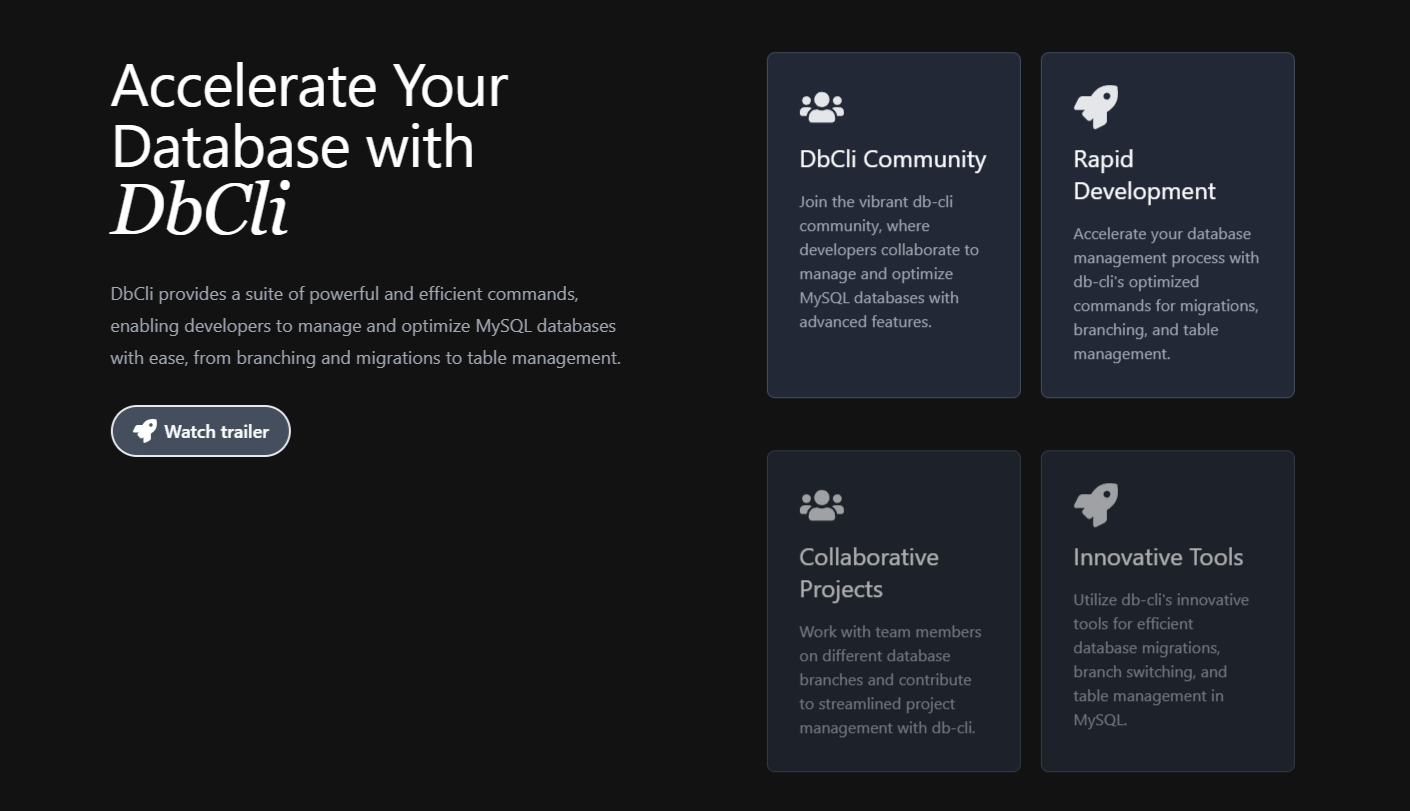 Accelerate Your
Database with
DbCli
DbCli provides a suite of powerful and efficient commands,
enabling developers to manage and optimize MySQL databases
with ease, from branching and migrations to table management.
Watch trailer
DbCli Community
Join the vibrant db-cli
community, where
developers collaborate to
manage and optimize
MySQL databases with
advanced features.
Rapid
Development
Accelerate your database
management process with
db-cli's optimized
commands for migrations,
branching, and table
management.
Collaborative
Projects
Work with team members
on different database
branches and contribute
to streamlined project
management with db-cli.
Innovative Tools
Utilize db-cli's innovative
tools for efficient
database migrations,
branch switching, and
table management in
MySQL.